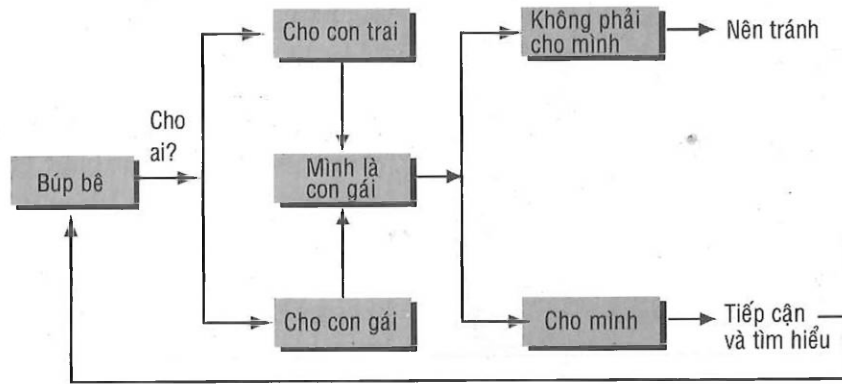 Cho con trai
Không phải
cho mình
Nên tránh
Cho
ai?
Búp bê
Mình là
con gái
Cho con gái
Cho mình
Tiếp cận
và tìm hiểu